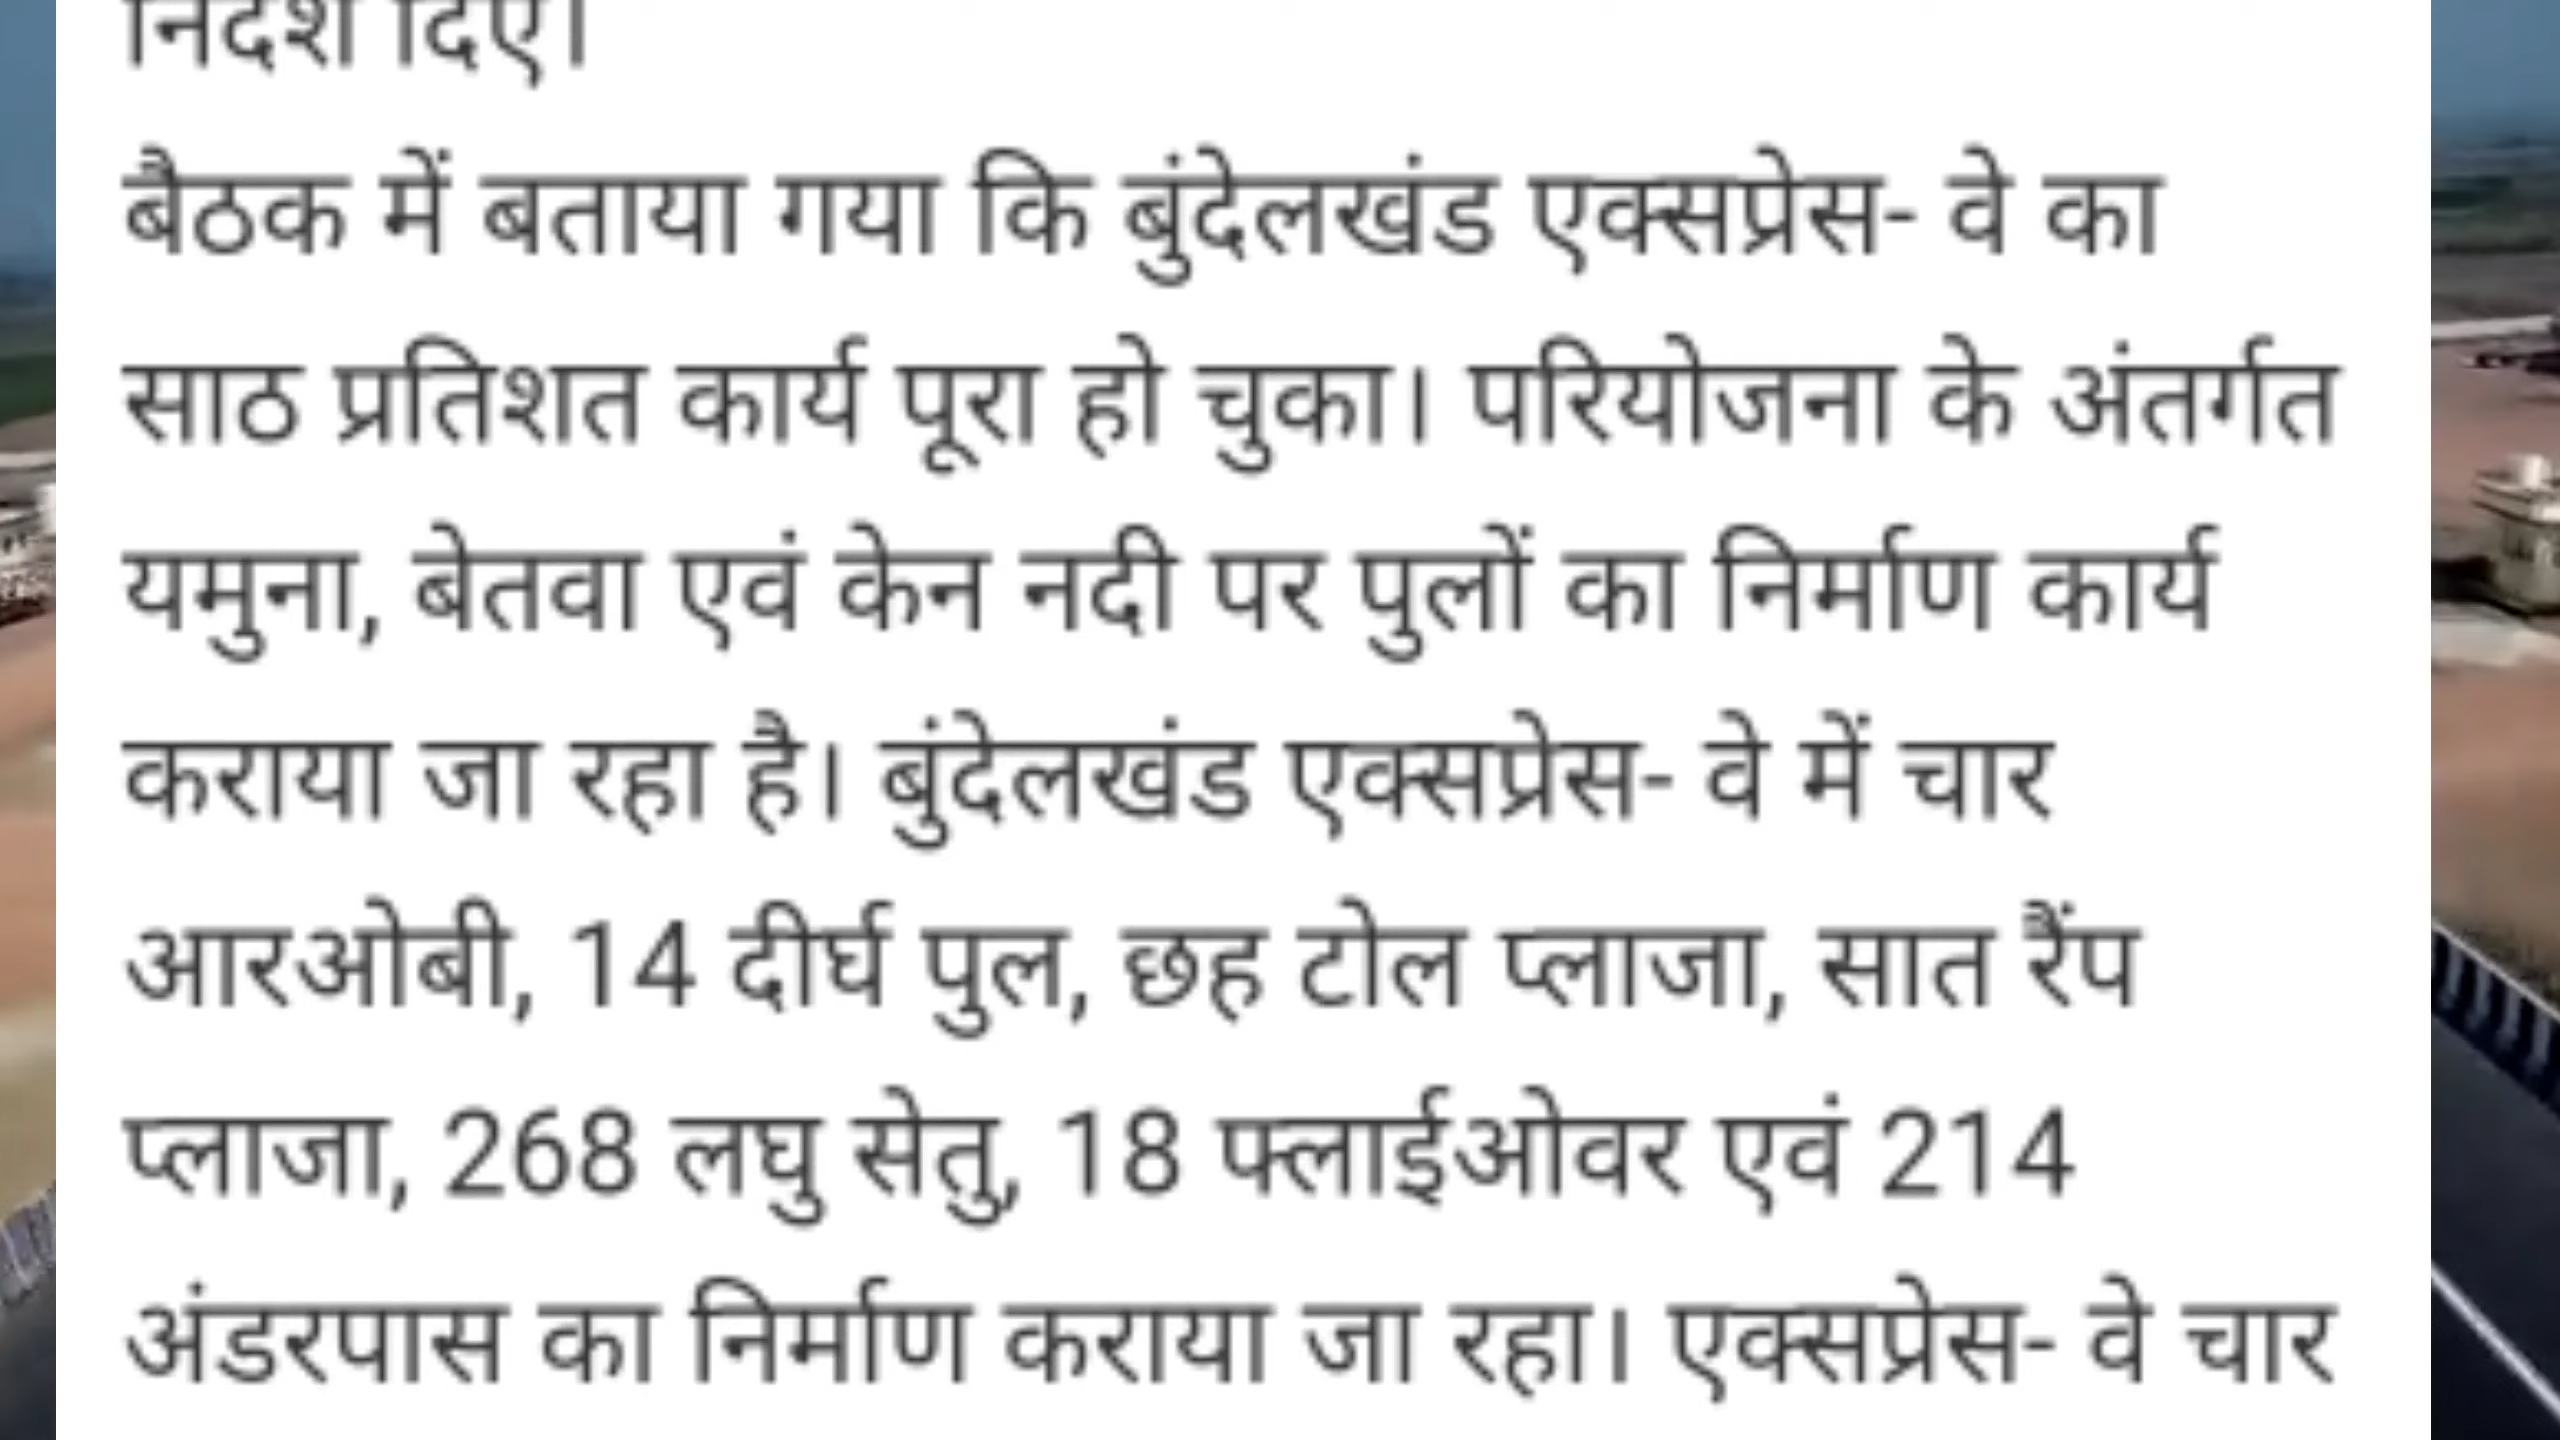 निर्देश दिए।
बैठक में बताया गया कि बुंदेलखंड एक्सप्रेस- वे का
साठ प्रतिशत कार्य पूरा हो चुका। परियोजना के अंतर्गत
यमुना, बेतवा एवं केन नदी पर पुलों का निर्माण कार्य
कराया जा रहा है। बुंदेलखंड एक्सप्रेस- वे में चार
आरओबी, 14 दीर्घ पुल, छह टोल प्लाजा, सात रैंप
प्लाजा, 268 लघु सेतु, 18 फ्लाईओवर एवं 214
अंडरपास का निर्माण कराया जा रहा। एक्सप्रेस- वे चार